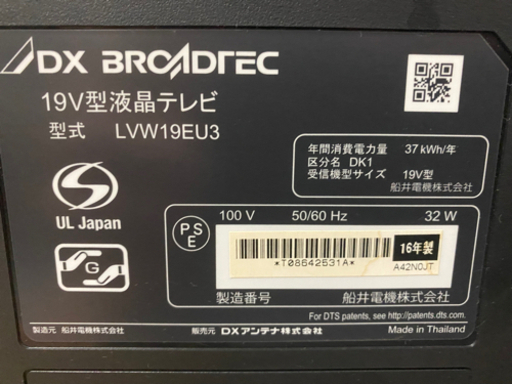 DX BROADTEC
19V型液晶テレビ
型式 LVW19EU3
年間消費電力量 37 kWh/年
区分名 DK1
受信機型サイズ 19V型
船井電機株式会社
S
UL Japan
G
PS
E
100 V 50/60 Hz 32 W
*T08642531A*
16年製
A42N0JT
製造番号 船井電機株式会社
For DTS patents, see http://patents.dts.com.
製造元 船井電機株式会社 販売元 DXアンテナ株式会社 Made in Thailand